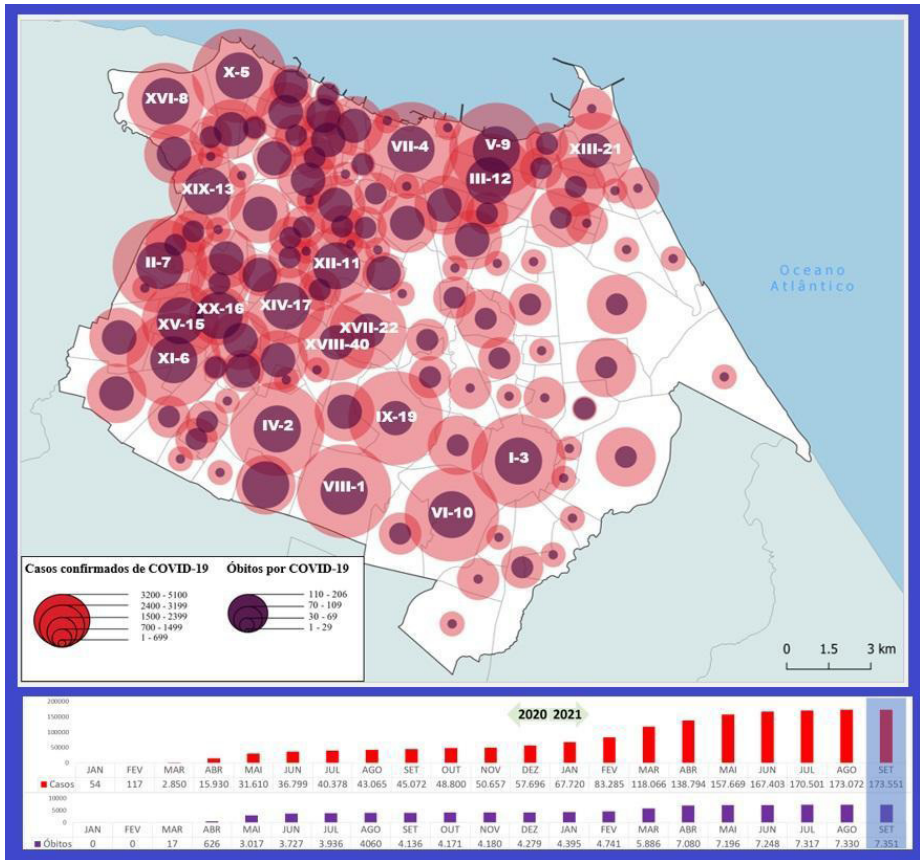 X-5
XVI-8
VII-4
V-9
XIII-21
III-12
XIX-13
II-7
XII-11
Oceano
Atlântico
XIV-17
XX-16
XV-15
XVII-22
XVIII-40
XI-6
IX-19
IV-2
I-3
VIII-1
VI-10
Casos confirmados de COVID-19
3200 - 5100
2400 - 3199
1500 - 2399
700 - 1499
1 - 699
Óbitos por COVID-19
110 - 206
70 - 109
30 - 69
1 - 29
0 1.5 3 km
200000
150000
100000
50000
0
2020 2021
JAN FEV MAR ABR MAI JUN JUL AGO SET OUT NOV DEZ JAN FEV MAR ABR MAI JUN JUL AGO SET
Casos 54 117 2.850 15.930 31.610 36.799 40.378 43.065 45.072 48.800 50.657 57.696 67.720 83.285 118.066 138.794 157.669 167.403 170.501 173.072 173.551
10000
5000
0
JAN FEV MAR ABR MAI JUN JUL AGO SET OUT NOV DEZ JAN FEV MAR ABR MAI JUN JUL AGO SET
Óbitos 0 0 17 626 3.017 3.727 3.936 4060 4.136 4.171 4.180 4.279 4.395 4.741 5.886 7.080 7.196 7.248 7.317 7.330 7.351